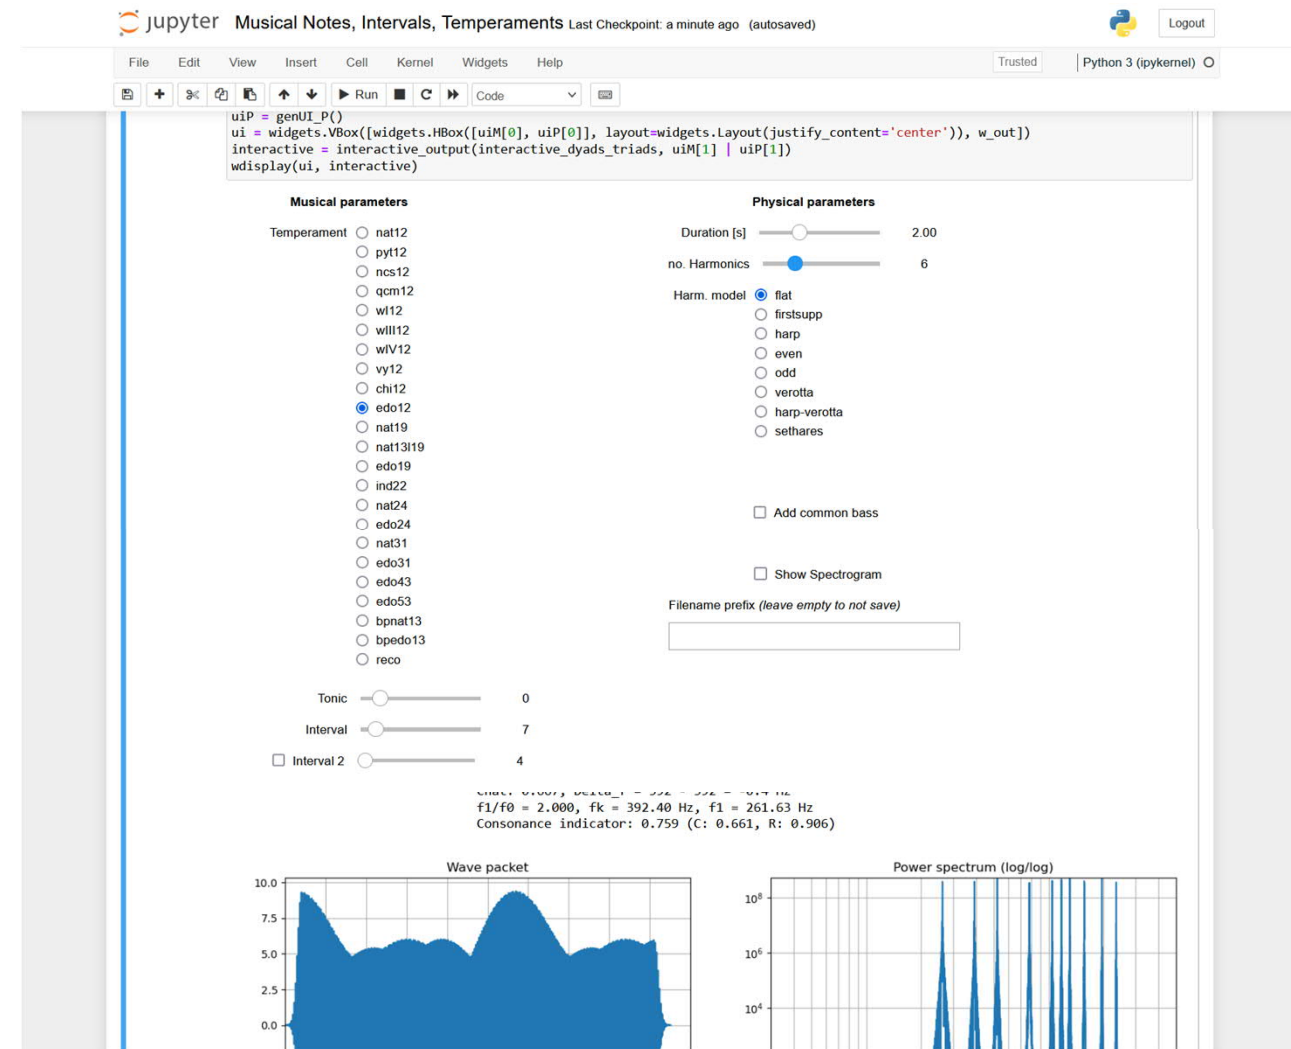 jupyter Musical Notes, Intervals, Temperaments Last Checkpoint: a minute ago (autosaved) Logout
File Edit View Insert Cell Kernel Widgets Help Trusted Python 3 (ipykernel)
Run Code
uiP = genUI_P()
ui = widgets.VBox([widgets.HBox([uiM[0], uiP[0]], layout=widgets.Layout(justify_content='center')), w_out])
interactive = interactive_output(interactive_dyads_triads, uiM[1] | uiP[1])
wdisplay(ui, interactive)
Musical parameters
Temperament nat12
pyt12
ncs12
qcm12
wI12
wIII12
wIV12
vy12
chi12
edo12
nat19
nat13l19
edo19
ind22
nat24
edo24
nat31
edo31
edo43
edo53
bpnat13
bpedo13
reco
Tonic 0
Interval 7
Interval 2 4
Physical parameters
Duration [s] 2.00
no. Harmonics 6
Harm. model flat
firstsupp
harp
even
odd
verotta
harp-verotta
sethares
Add common bass
Show Spectrogram
Filename prefix (leave empty to not save)
f1/f0 = 2.000, fk = 392.40 Hz, f1 = 261.63 Hz
Consonance indicator: 0.759 (C: 0.661, R: 0.906)
Wave packet
10.0
7.5
5.0
2.5
0.0
Power spectrum (log/log)
10⁸
10⁶
10⁴